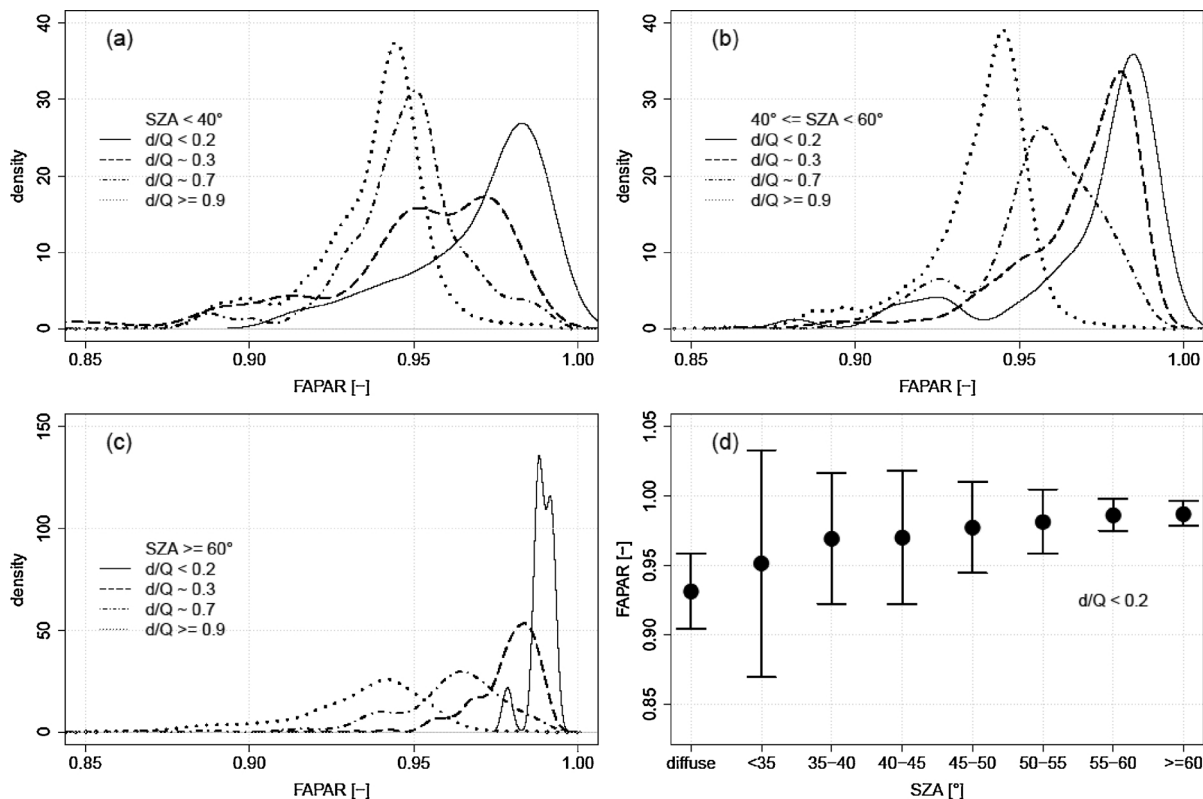 (a)
40
30
20
10
0
density
SZA < 40°
d/Q < 0.2
d/Q ~ 0.3
d/Q ~ 0.7
d/Q >= 0.9
0.85 0.90 0.95 1.00
FAPAR [−]
(b)
40
30
20
10
0
density
40° <= SZA < 60°
d/Q < 0.2
d/Q ~ 0.3
d/Q ~ 0.7
d/Q >= 0.9
0.85 0.90 0.95 1.00
FAPAR [−]
(c)
150
100
50
0
density
SZA >= 60°
d/Q < 0.2
d/Q ~ 0.3
d/Q ~ 0.7
d/Q >= 0.9
0.85 0.90 0.95 1.00
FAPAR [−]
(d)
1.05
1.00
0.95
0.90
0.85
FAPAR [−]
d/Q < 0.2
diffuse <35 35−40 40−45 45−50 50−55 55−60 >=60
SZA [°]